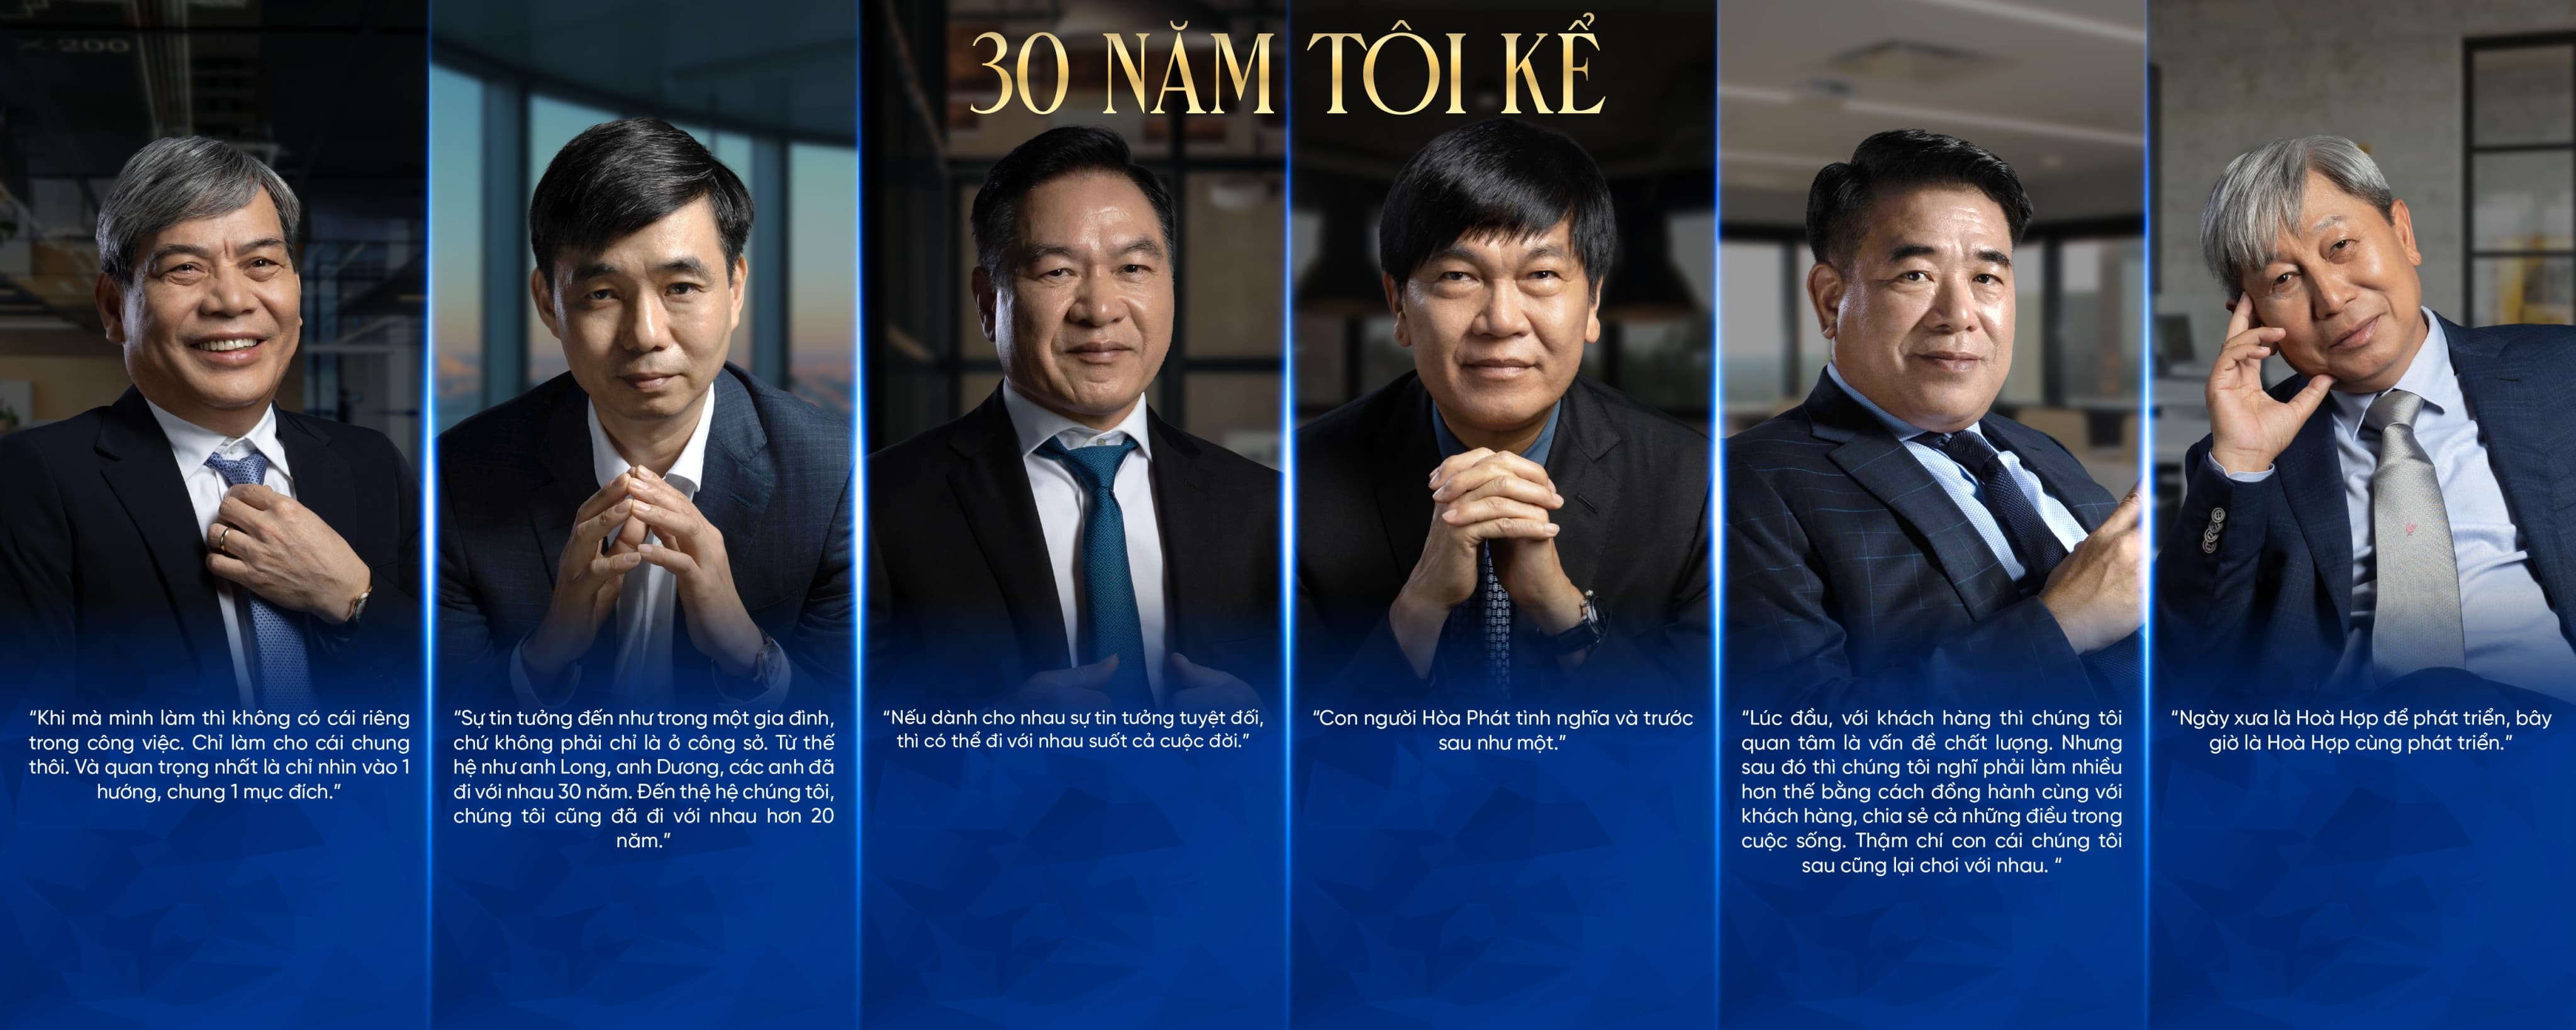 × 200
30 NĂM TÔI KỂ
“Khi mà mình làm thì không có cái riêng
trong công việc. Chỉ làm cho cái chung
thôi. Và quan trọng nhất là chỉ nhìn vào 1
hướng, chung 1 mục đích.”
“Sự tin tưởng đến như trong một gia đình,
chứ không phải chỉ là ở công sở. Từ thế
hệ như anh Long, anh Dương, các anh đã
đi với nhau 30 năm. Đến thệ hệ chúng tôi,
chúng tôi cũng đã đi với nhau hơn 20
năm.”
“Nếu dành cho nhau sự tin tưởng tuyệt đối,
thì có thể đi với nhau suốt cả cuộc đời.”
“Con người Hòa Phát tình nghĩa và trước
sau như một.”
“Lúc đầu, với khách hàng thì chúng tôi
quan tâm là vấn đề chất lượng. Nhưng
sau đó thì chúng tôi nghĩ phải làm nhiều
hơn thế bằng cách đồng hành cùng với
khách hàng, chia sẻ cả những điều trong
cuộc sống. Thậm chí con cái chúng tôi
sau cũng lại chơi với nhau. “
“Ngày xưa là Hoà Hợp để phát triển, bây
giờ là Hoà Hợp cùng phát triển.”